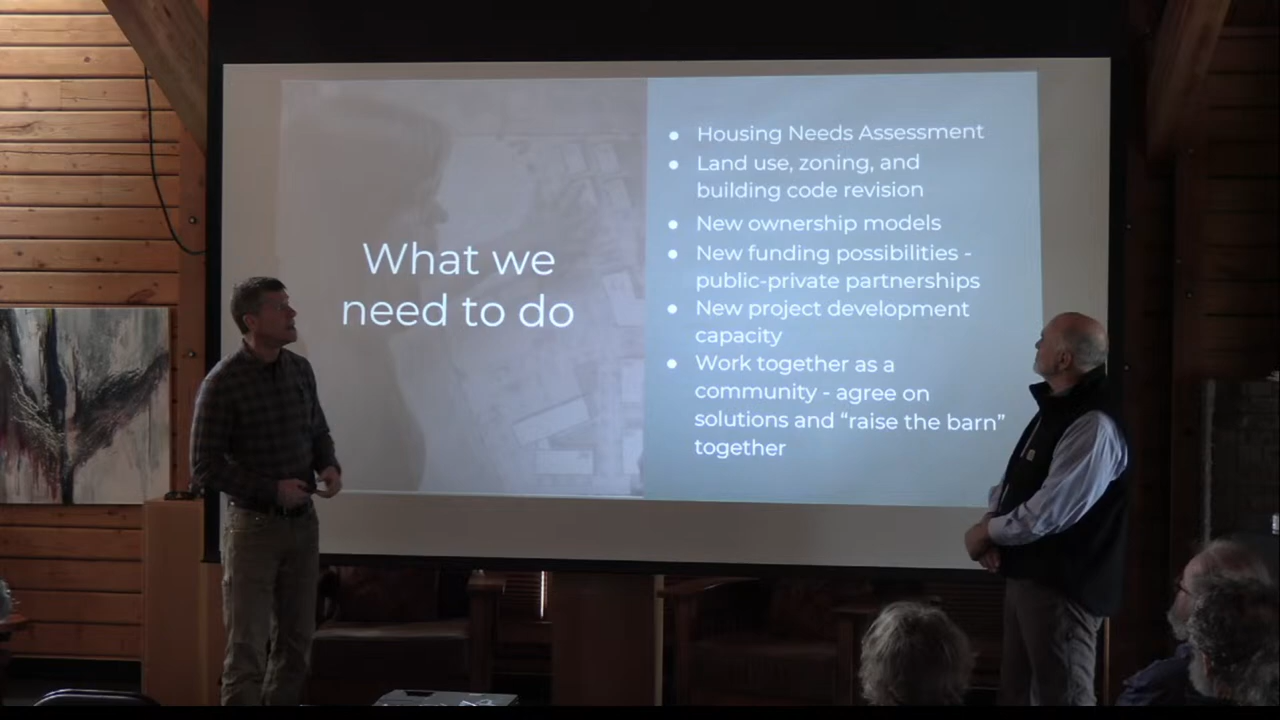 What we
need to do
• Housing Needs Assessment
• Land use, zoning, and
building code revision
• New ownership models
• New funding possibilities -
public-private partnerships
• New project development
capacity
• Work together as a
community - agree on
solutions and “raise the barn”
together